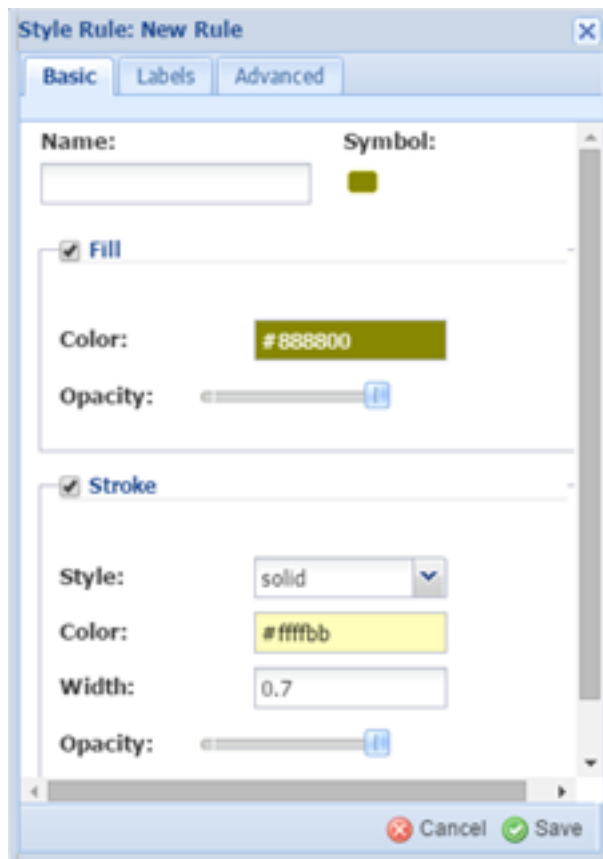 Style Rule: New Rule
Basic Labels Advanced
Name: Symbol:
Fill
Color: #888800
Opacity:
Stroke
Style: solid
Color: #ffffbb
Width: 0.7
Opacity:
Cancel Save